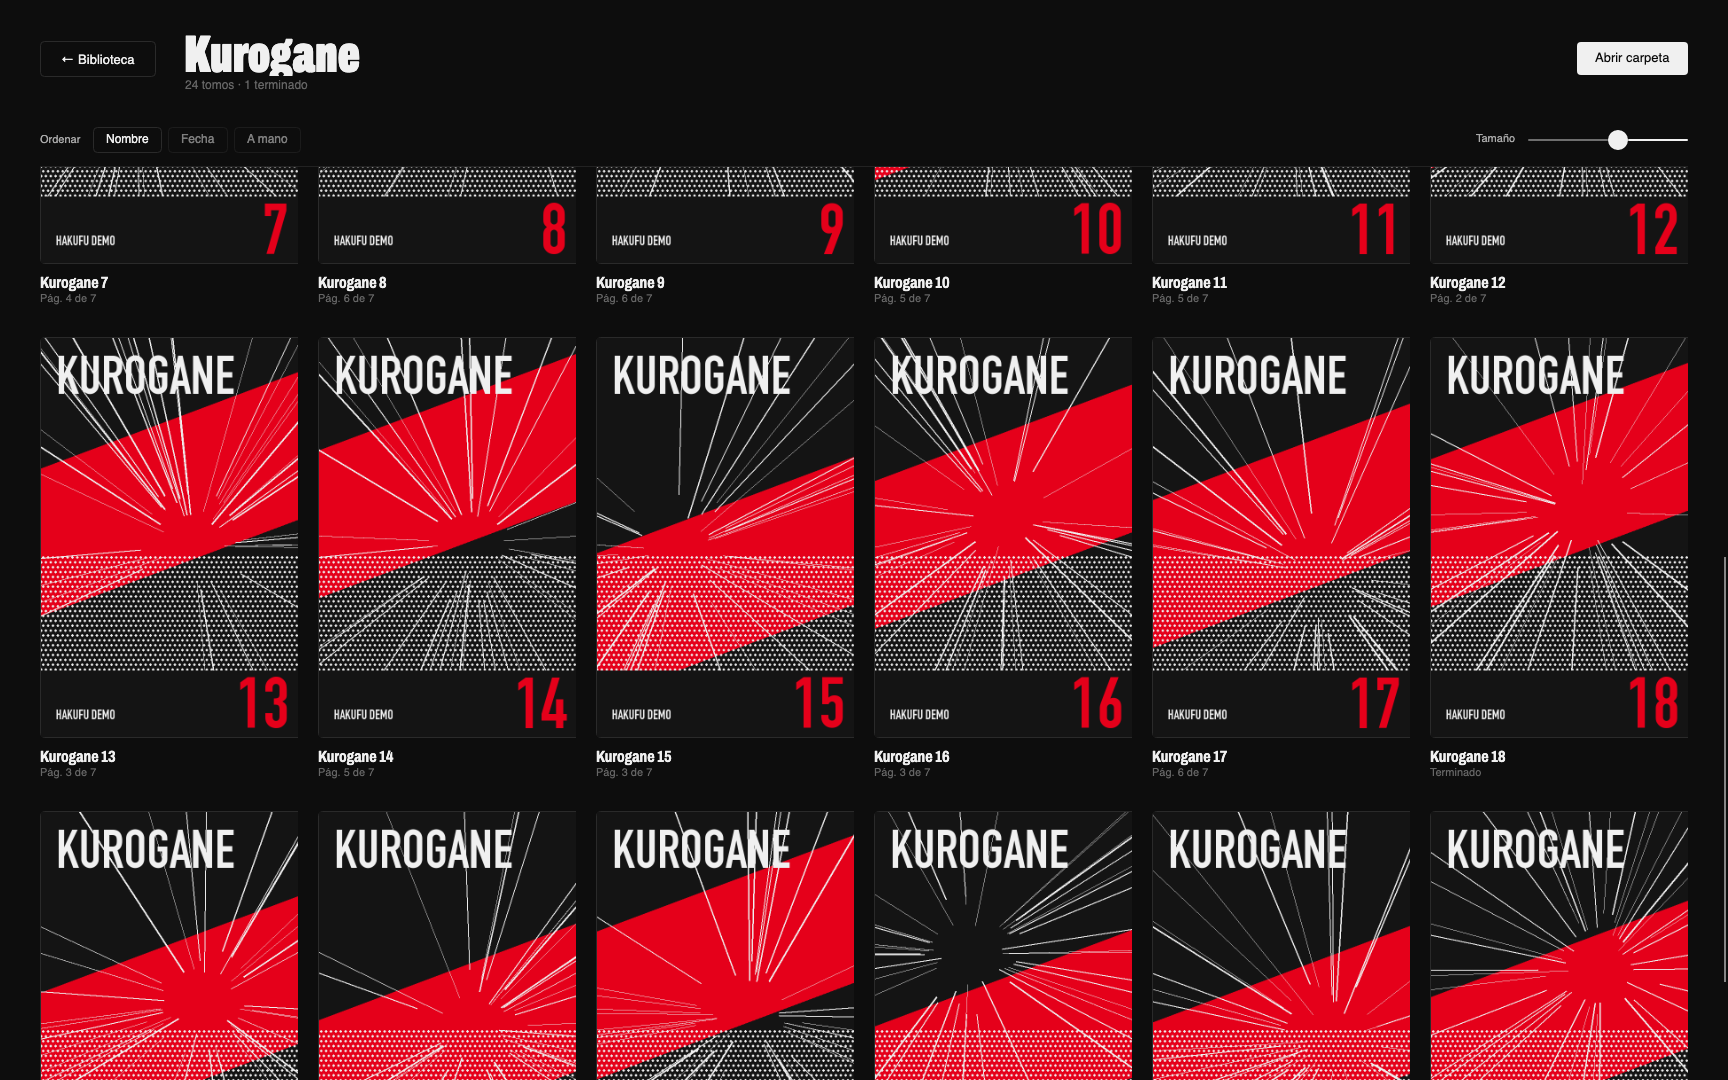 ← Biblioteca
Kurogane
24 tomos · 1 terminado
Abrir carpeta
Ordenar
Nombre
Fecha
A mano
Tamaño
HAKUFU DEMO
7
HAKUFU DEMO
8
HAKUFU DEMO
9
HAKUFU DEMO
10
HAKUFU DEMO
11
HAKUFU DEMO
12
Kurogane 7
Pág. 4 de 7
Kurogane 8
Pág. 6 de 7
Kurogane 9
Pág. 6 de 7
Kurogane 10
Pág. 5 de 7
Kurogane 11
Pág. 5 de 7
Kurogane 12
Pág. 2 de 7
KUROGANE
HAKUFU DEMO
13
Kurogane 13
Pág. 3 de 7
KUROGANE
HAKUFU DEMO
14
Kurogane 14
Pág. 5 de 7
KUROGANE
HAKUFU DEMO
15
Kurogane 15
Pág. 3 de 7
KUROGANE
HAKUFU DEMO
16
Kurogane 16
Pág. 3 de 7
KUROGANE
HAKUFU DEMO
17
Kurogane 17
Pág. 6 de 7
KUROGANE
HAKUFU DEMO
18
Kurogane 18
Terminado
KUROGANE
KUROGANE
KUROGANE
KUROGANE
KUROGANE
KUROGANE